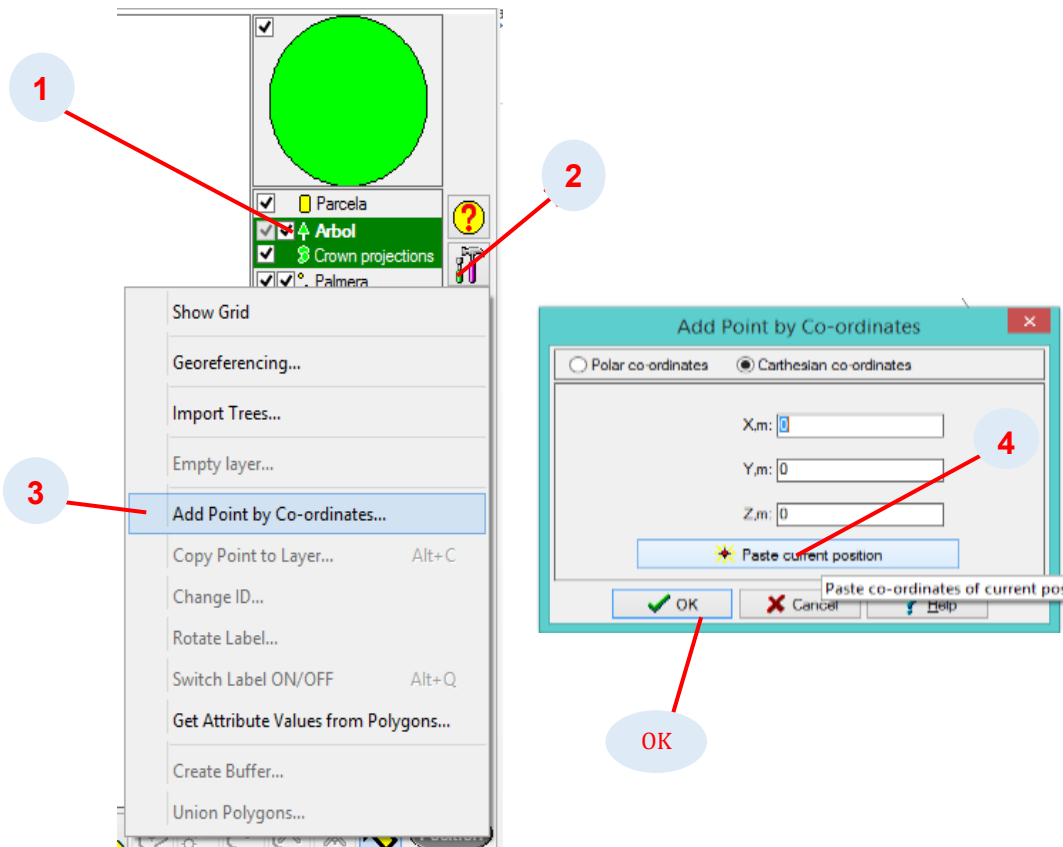 1
2
Parcela
?
Arbol
Crown projections
Palmera
Show Grid
Georeferencing...
Import Trees...
Empty layer...
3
Add Point by Co-ordinates...
Copy Point to Layer... Alt+C
Change ID...
Rotate Label...
Switch Label ON/OFF Alt+Q
Get Attribute Values from Polygons...
Create Buffer...
Union Polygons...
Add Point by Co-ordinates
Polar co-ordinates Carthesian co-ordinates
X,m: 0
4
Y,m: 0
Z,m: 0
Paste current position
Paste co-ordinates of current pos
OK Cancel Help
OK